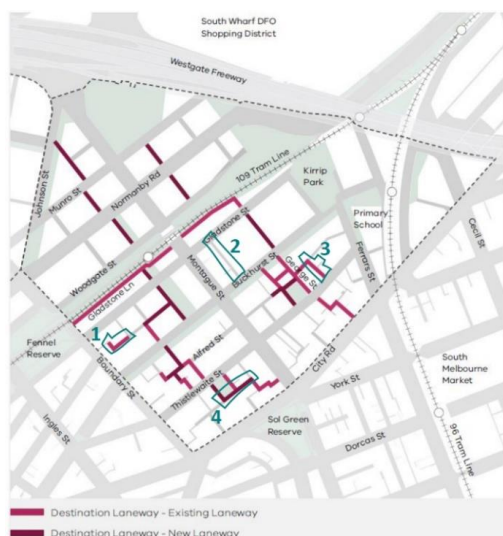 South Wharf DFO
Shopping District
Westgate Freeway
109 Tram Line
Johnson St
Munro St
Normanby Rd
Kirrip
Park
Cecil St
Primary
School
Gladstone St
2
3
Woodgate St
Montague St
Buckhurst St
George St
Ferrars St
Gladstone Ln
1
Fennel
Reserve
Boundary St
Alfred St
City Rd
South
Melbourne
Market
Thistlewaite St
York St
4
Sol Green
Reserve
Ingles St
Dorcas St
96 Tram Line
Destination Laneway - Existing Laneway
Destination Laneway - New Laneway